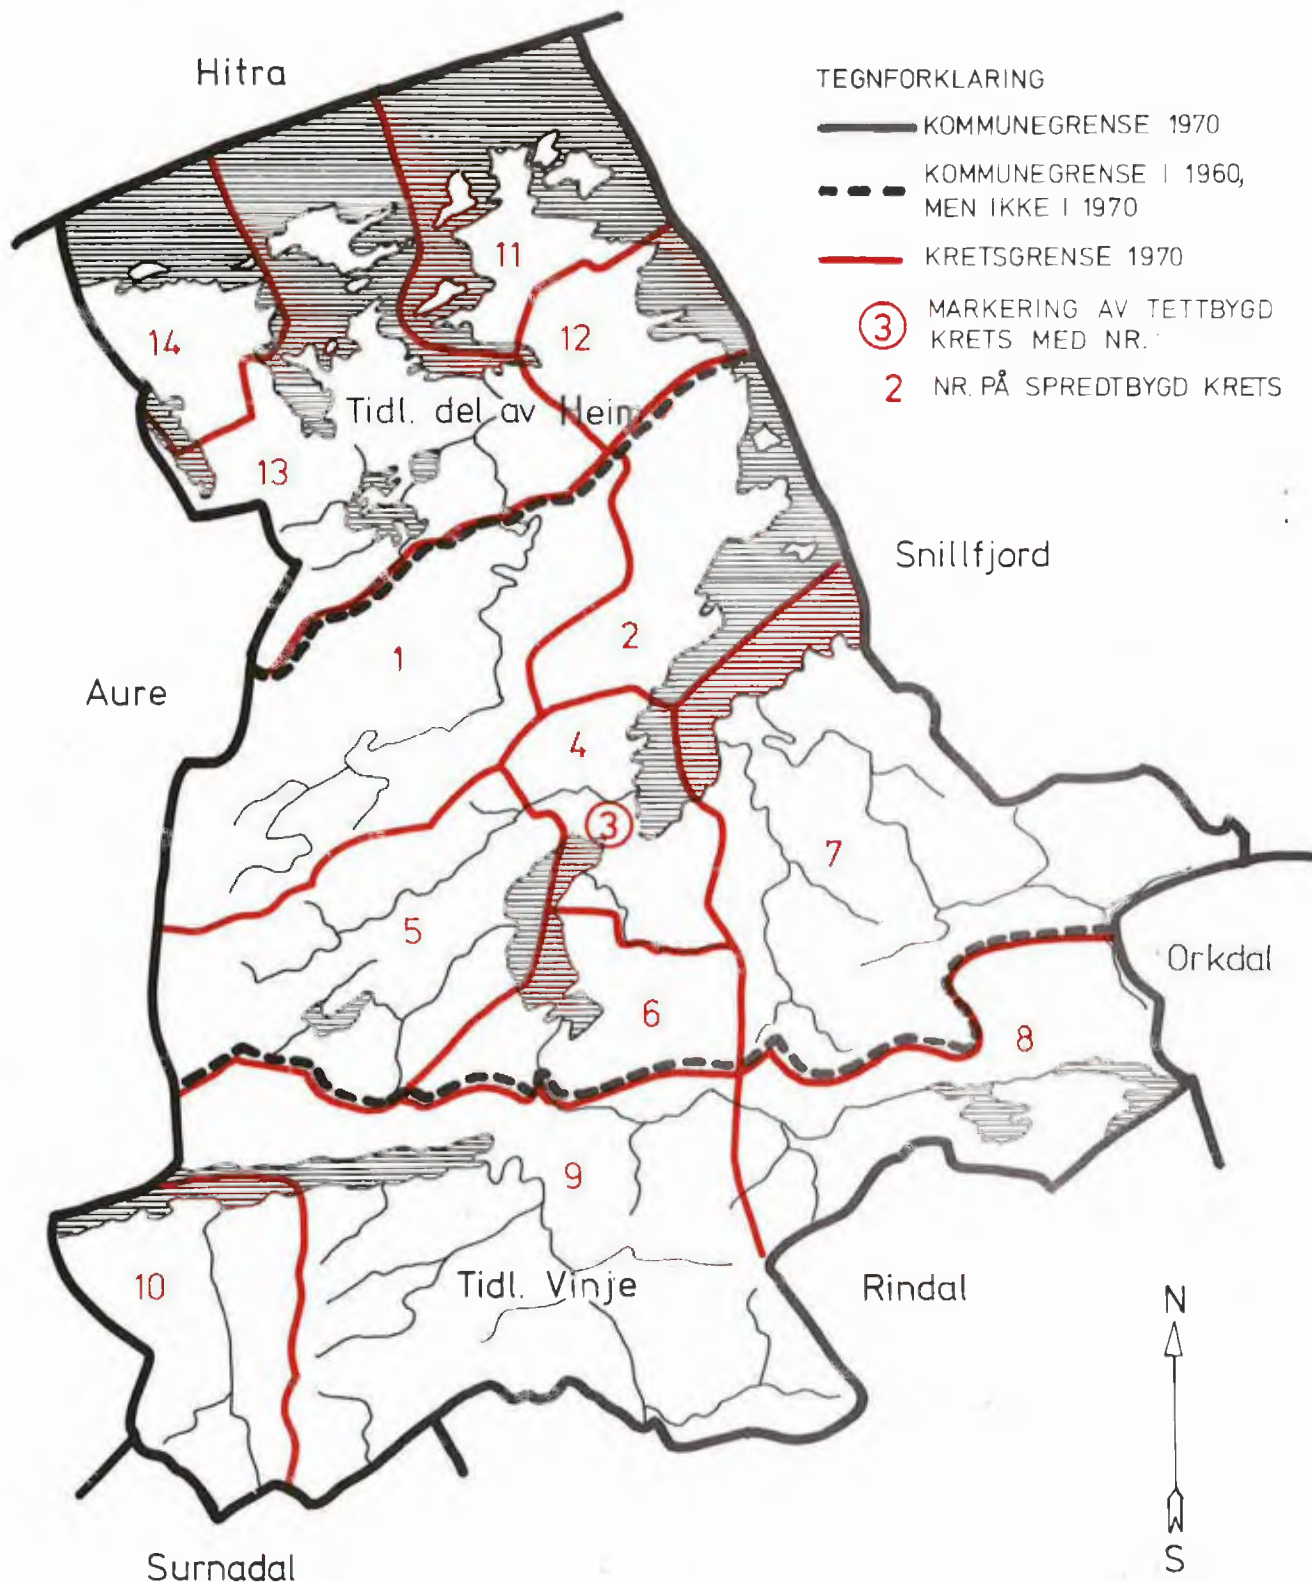 Hitra
TEGNFORKLARING
KOMMUNEGRENSE 1970
KOMMUNEGRENSE I 1960,
MEN IKKE I 1970
KRETSGRENSE 1970
3 MARKERING AV TETTBYGD
KRETS MED NR.
2 NR. PÅ SPREDTBYGD KRETS
11
12
14
Tidl. del av Heim
13
Snillfjord
1
2
Aure
4
3
7
5
Orkdal
6
8
9
10
Tidl. Vinje
Rindal
N
S
Surnadal